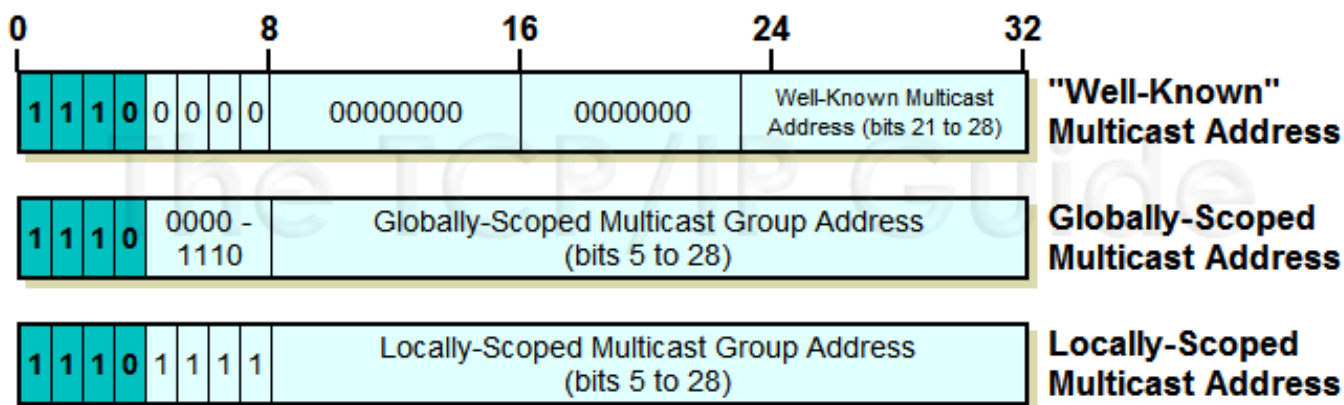 0 8 16 24 32
1 1 1 0 0 0 0 0 00000000 0000000 Well-Known Multicast
Address (bits 21 to 28)
"Well-Known"
Multicast Address
The TCP/IP Guide
1 1 1 0 0000 -
1110
Globally-Scoped Multicast Group Address
(bits 5 to 28)
Globally-Scoped
Multicast Address
1 1 1 0 1 1 1 1 Locally-Scoped Multicast Group Address
(bits 5 to 28)
Locally-Scoped
Multicast Address